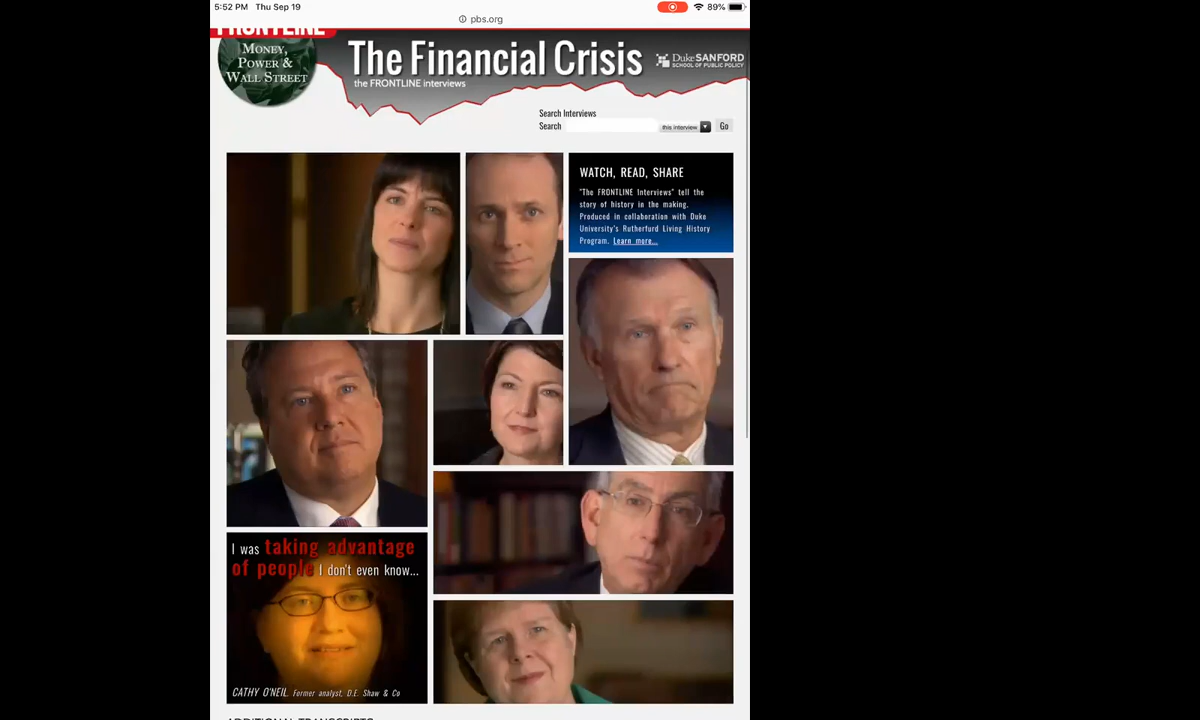 5:52 PM Thu Sep 19
89%
pbs.org
FRONTLINE
MONEY,
POWER &
WALL STREET
The Financial Crisis
the FRONTLINE interviews
Duke SANFORD
SCHOOL OF PUBLIC POLICY
Search Interviews
Search
this interview
Go
WATCH, READ, SHARE
"The FRONTLINE Interviews" tell the
story of history in the making.
Produced in collaboration with Duke
University's Rutherfurd Living History
Program. Learn more...
I was taking advantage
of people I don't even know...
CATHY O'NEIL, Former analyst, D.E. Shaw & Co
ADDITIONAL TRANSCRIPTS